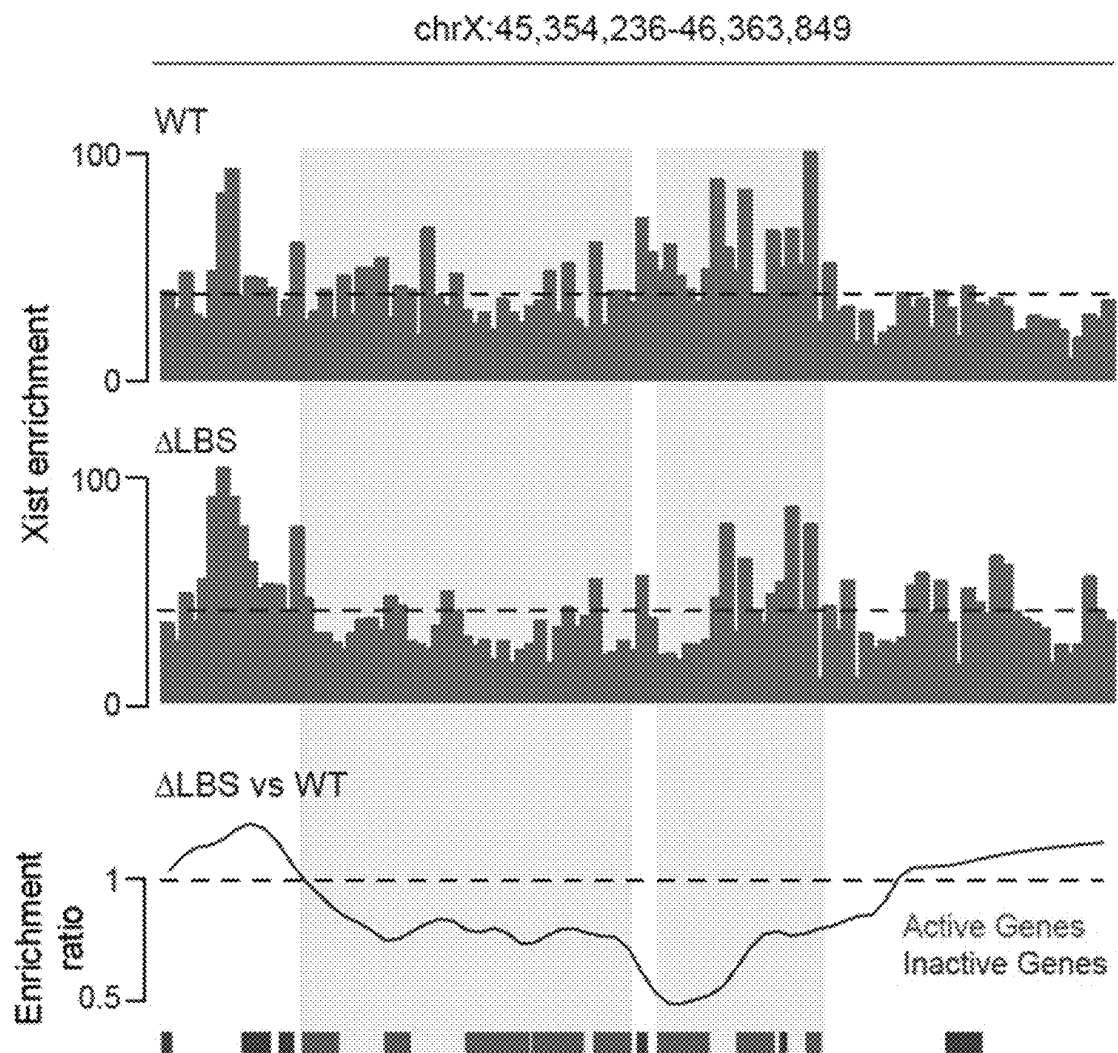 chrX:45,354,236-46,363,849
WT
100
0
Xist enrichment
ΔLBS
100
0
ΔLBS vs WT
Enrichment
ratio
1
0.5
Active Genes
Inactive Genes